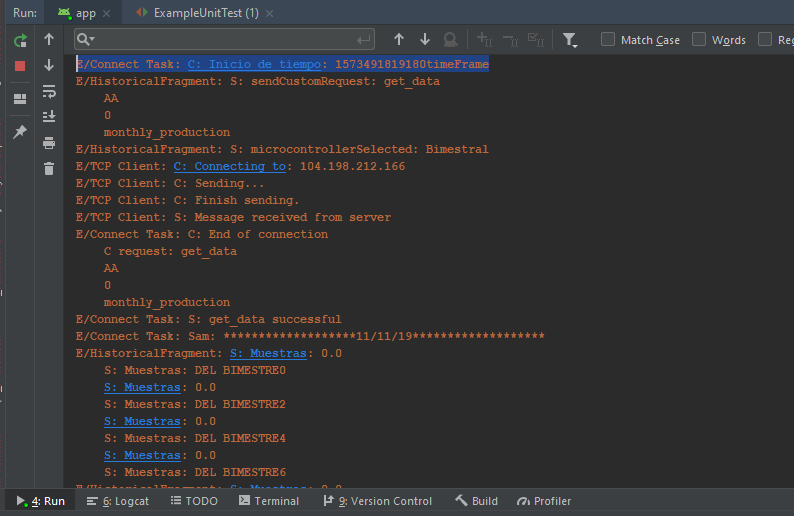 Run: app × ExampleUnitTest (1) ×
Match Case Words Reg
E/Connect Task: C: Inicio de tiempo: 1573491819180timeFrame
E/HistoricalFragment: S: sendCustomRequest: get_data
AA
0
monthly_production
E/HistoricalFragment: S: microcontrollerSelected: Bimestral
E/TCP Client: C: Connecting to: 104.198.212.166
E/TCP Client: C: Sending...
E/TCP Client: C: Finish sending.
E/TCP Client: S: Message received from server
E/Connect Task: C: End of connection
C request: get_data
AA
0
monthly_production
E/Connect Task: S: get_data successful
E/Connect Task: Sam: *******************11/11/19*******************
E/HistoricalFragment: S: Muestras: 0.0
S: Muestras: DEL BIMESTRE0
S: Muestras: 0.0
S: Muestras: DEL BIMESTRE2
S: Muestras: 0.0
S: Muestras: DEL BIMESTRE4
S: Muestras: 0.0
S: Muestras: DEL BIMESTRE6
E/HistoricalFragment: S: Muestras: 0.0
4: Run 6: Logcat TODO Terminal 9: Version Control Build Profiler